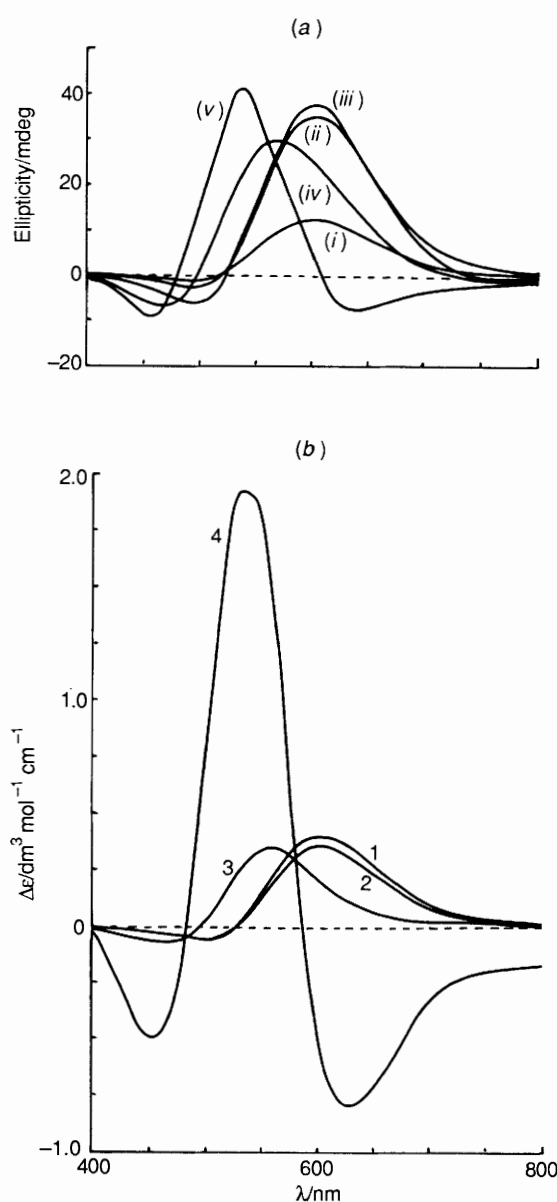 (a)
Ellipticity/mdeg
40
20
0
−20
(v)
(iii)
(ii)
(iv)
(i)
(b)
Δε/dm³ mol⁻¹ cm⁻¹
2.0
1.0
0
−1.0
4
3
1
2
400
600
800
λ/nm